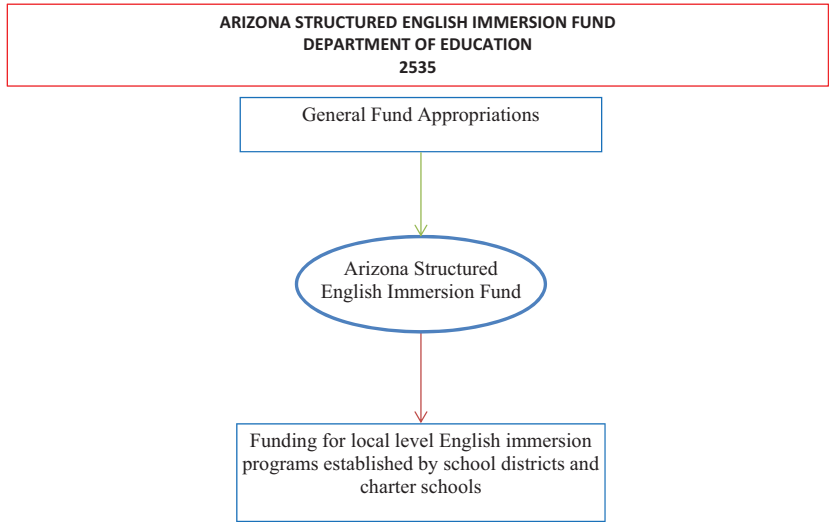 ARIZONA STRUCTURED ENGLISH IMMERSION FUND
DEPARTMENT OF EDUCATION
2535
General Fund Appropriations
Arizona Structured
English Immersion Fund
Funding for local level English immersion
programs established by school districts and
charter schools